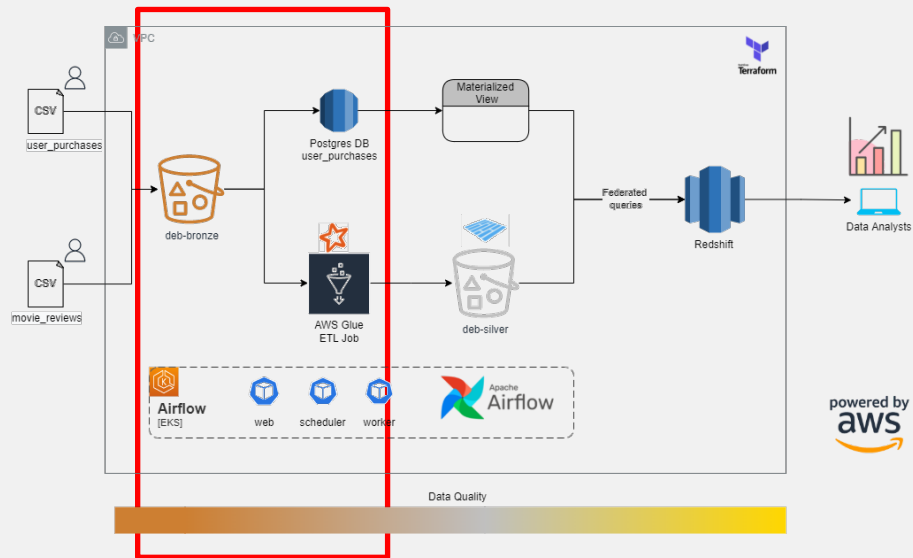 VPC
HashiCorp
Terraform
CSV
user_purchases
Materialized
View
Postgres DB
user_purchases
deb-bronze
Federated
queries
Redshift
Data Analysts
CSV
movie_reviews
AWS Glue
ETL Job
deb-silver
Airflow
[EKS]
web
scheduler
worker
Apache
Airflow
powered by
aws
Data Quality